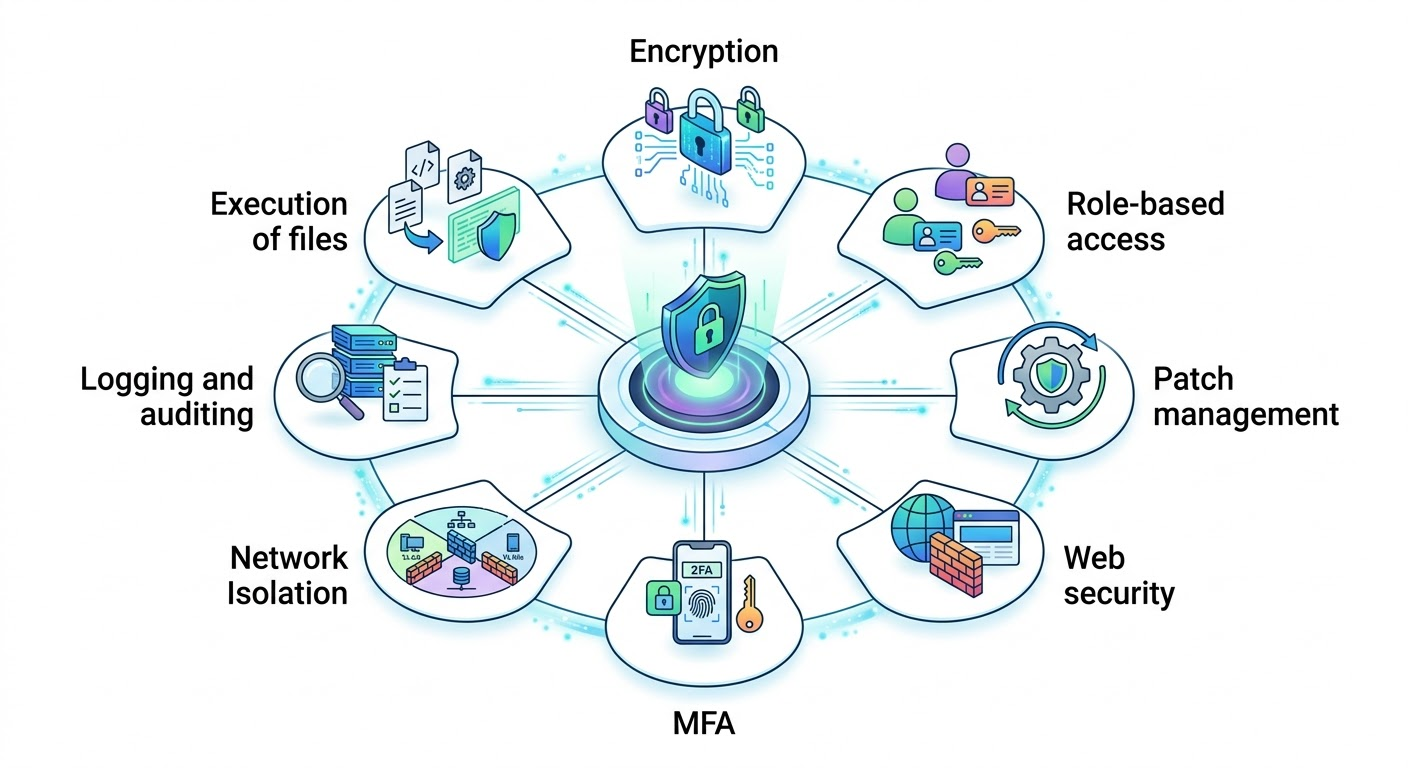 Encryption
Execution
of files
Role-based
access
Logging and
auditing
Patch
management
Network
Isolation
Web
security
2FA
MFA